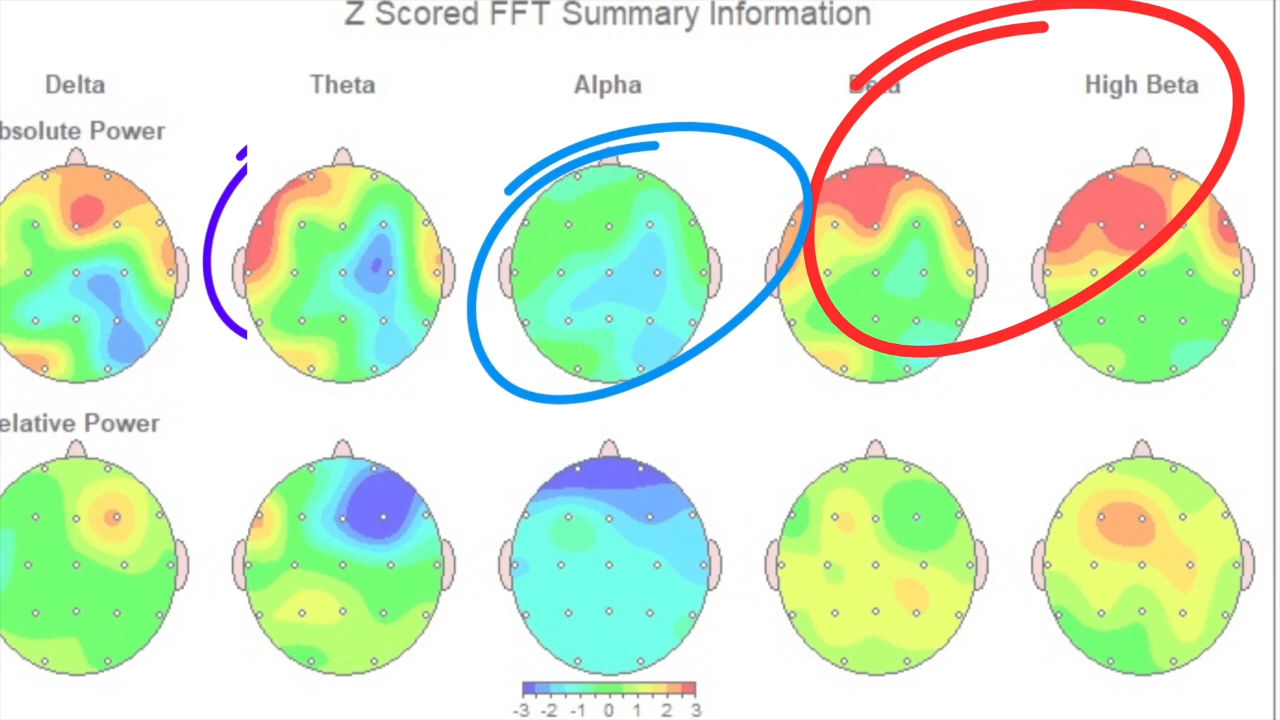 Z Scored FFT Summary Information
Delta Theta Alpha Beta High Beta
bsolute Power
elative Power
-3 -2 -1 0 1 2 3